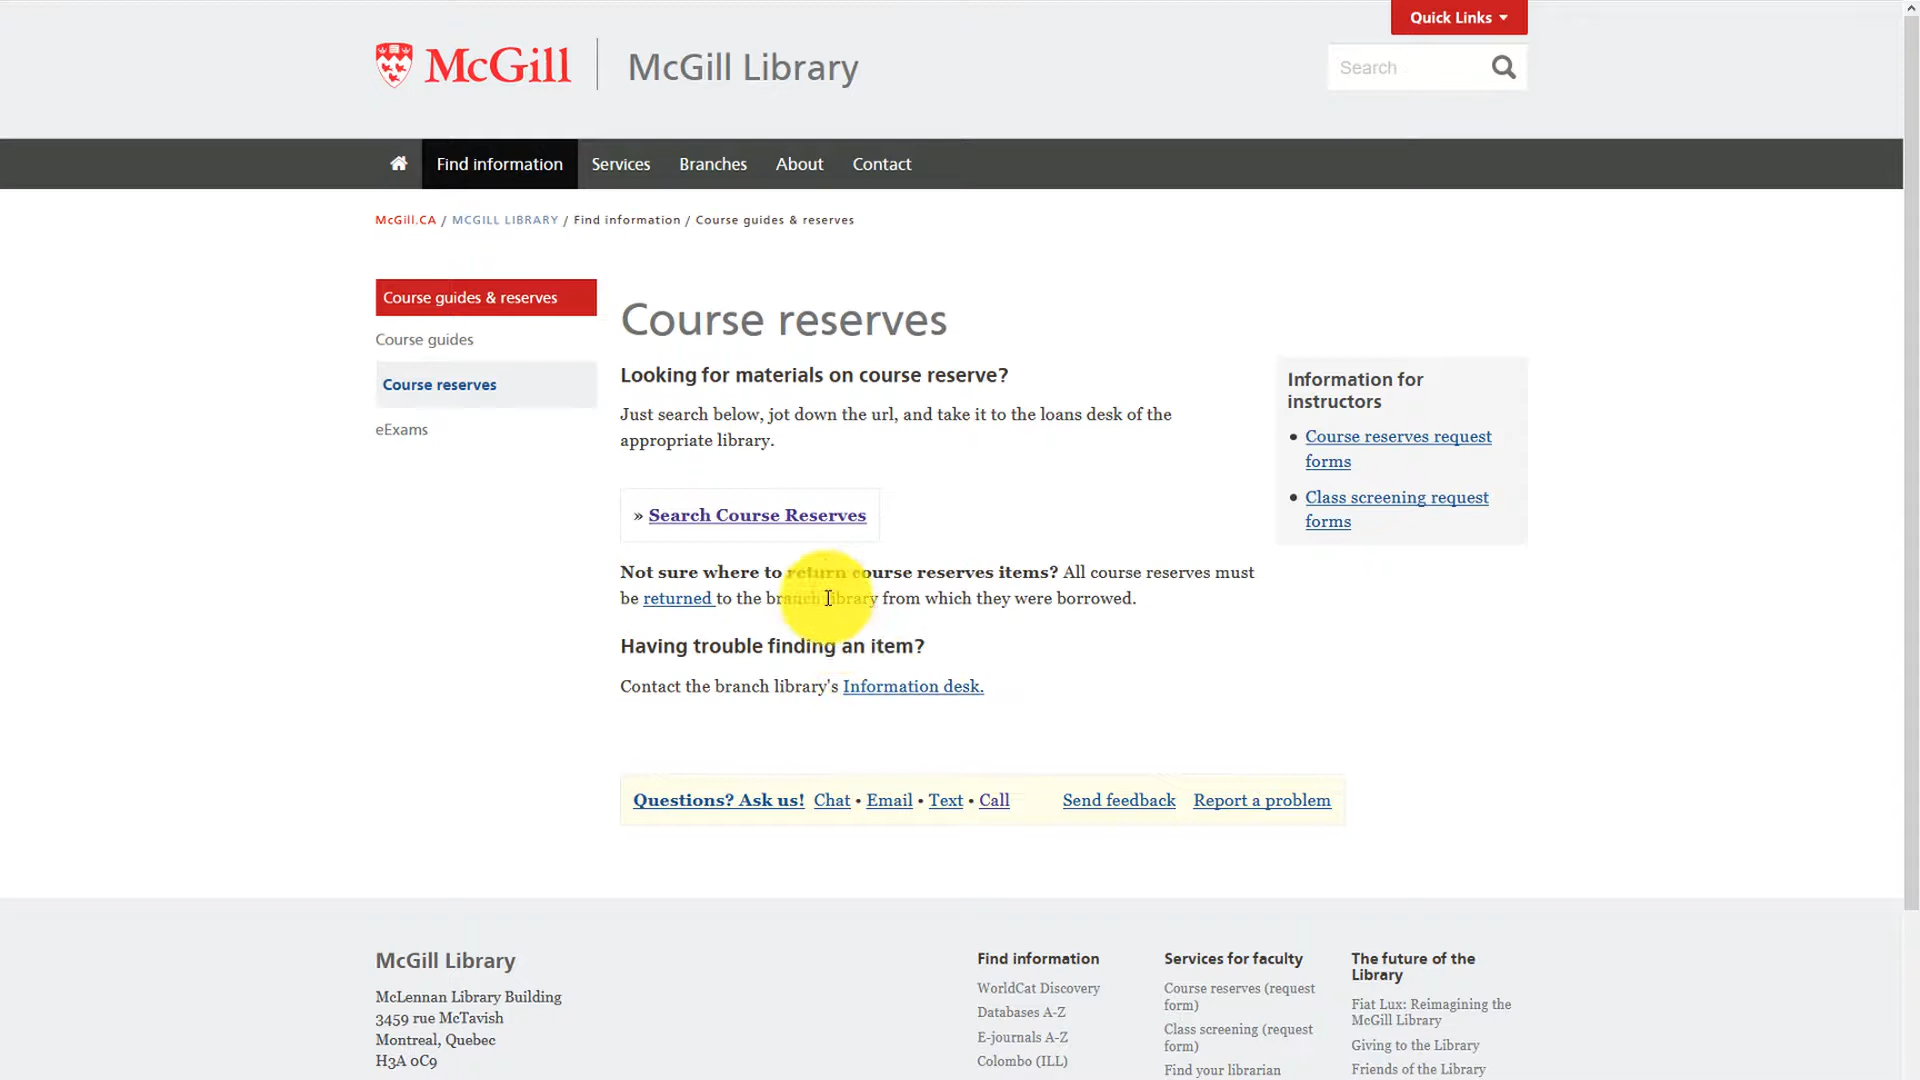 Quick Links
McGill
McGill Library
Search
Find information
Services
Branches
About
Contact
McGill.CA / MCGILL LIBRARY / Find information / Course guides & reserves
Course guides & reserves
Course guides
Course reserves
eExams
Course reserves
Looking for materials on course reserve?
Just search below, jot down the url, and take it to the loans desk of the
appropriate library.
» Search Course Reserves
Not sure where to return course reserves items? All course reserves must
be returned to the branch library from which they were borrowed.
Having trouble finding an item?
Contact the branch library's Information desk.
Information for
instructors
• Course reserves request
forms
• Class screening request
forms
Questions? Ask us! Chat • Email • Text • Call Send feedback Report a problem
McGill Library
McLennan Library Building
3459 rue McTavish
Montreal, Quebec
H3A 0C9
Find information
WorldCat Discovery
Databases A-Z
E-journals A-Z
Colombo (ILL)
Services for faculty
Course reserves (request
form)
Class screening (request
form)
Find your librarian
The future of the
Library
Fiat Lux: Reimagining the
McGill Library
Giving to the Library
Friends of the Library